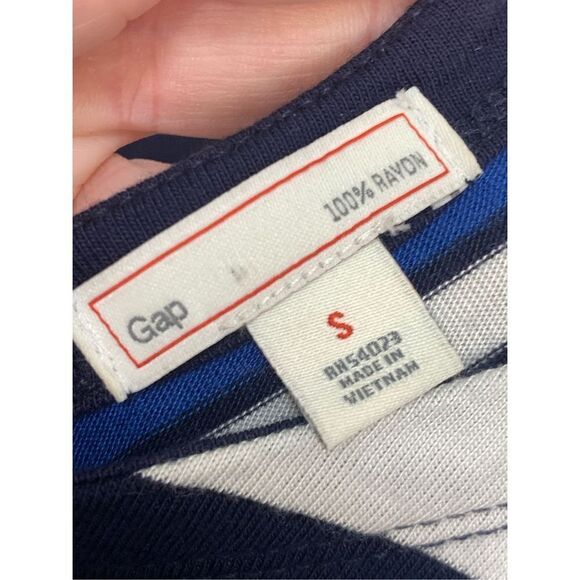 Gap
100% RAYON
S
RN54023
MADE IN
VIETNAM